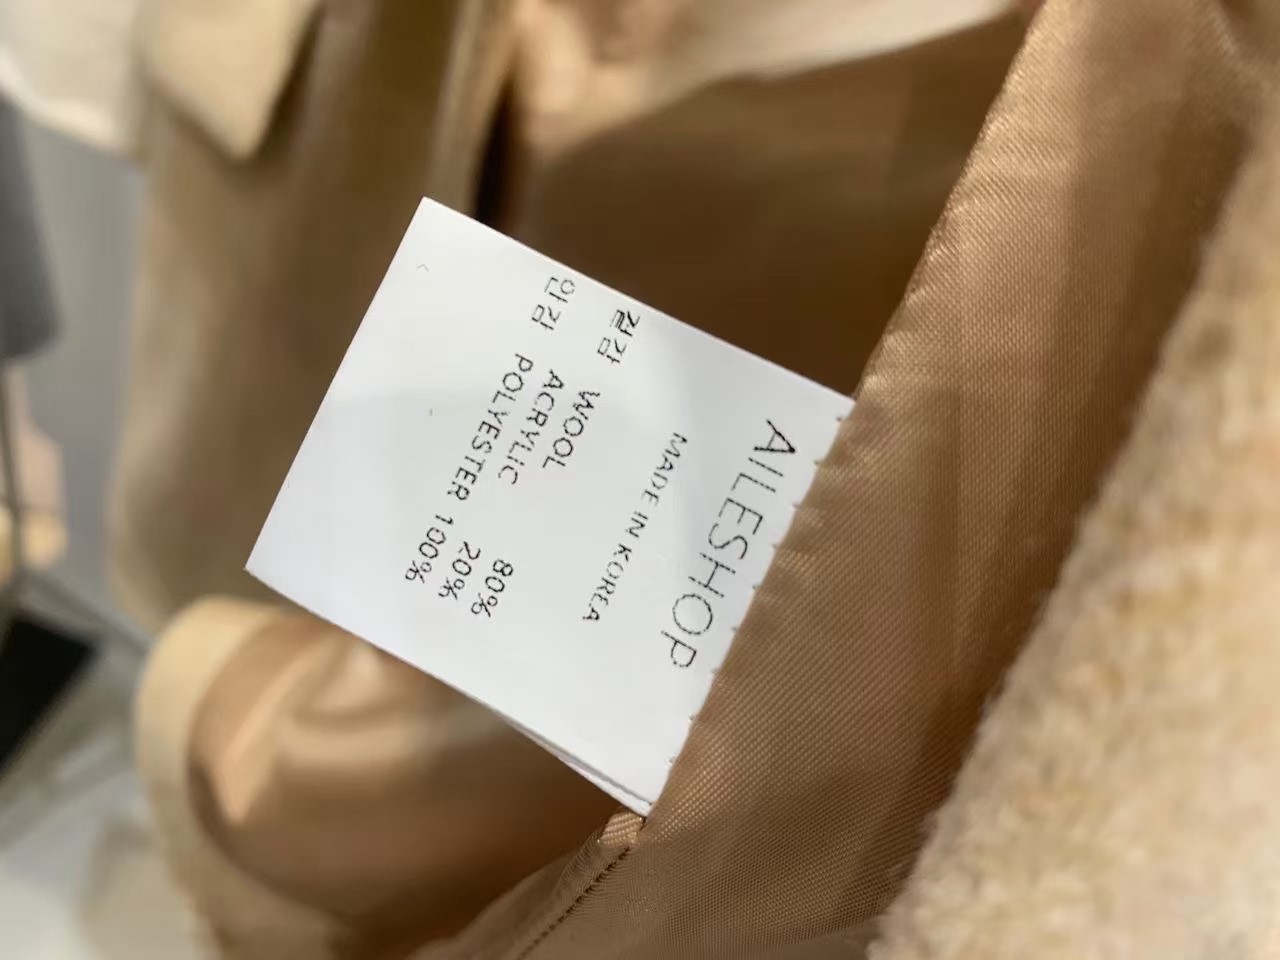 AILESHOP
MADE IN KOREA
겉감 WOOL 80%
ACRYLIC 20%
안감 POLYESTER 100%